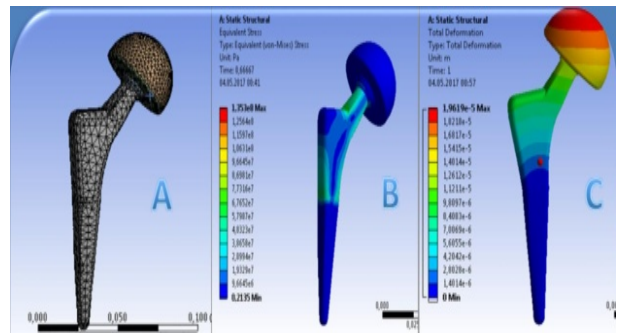 A
0,000
0,050
0,100
A: Static Structural
Equivalent Stress
Type: Equivalent (von-Mises) Stress
Unit: Pa
Time: 0,66667
04.05.2017 00:41
1,353e8 Max
1,2564e8
1,1597e8
1,0631e8
9,6645e7
8,6981e7
7,7316e7
6,7652e7
5,7987e7
4,8323e7
3,8658e7
2,8994e7
1,9329e7
9,6645e6
0,2135 Min
B
0,000
A: Static Structural
Total Deformation
Type: Total Deformation
Unit: m
Time: 1
04.05.2017 00:57
1,9619e-5 Max
1,8218e-5
1,6817e-5
1,5415e-5
1,4014e-5
1,2612e-5
1,1211e-5
9,8097e-6
8,4083e-6
7,0069e-6
5,6055e-6
4,2042e-6
2,8028e-6
1,4014e-6
0 Min
C